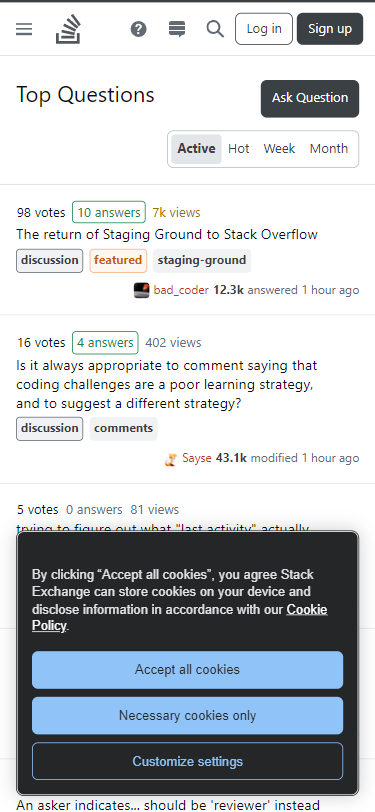 Log in
Sign up
Top Questions
Ask Question
Active Hot Week Month
98 votes 10 answers 7k views
The return of Staging Ground to Stack Overflow
discussion featured staging-ground
bad_coder 12.3k answered 1 hour ago
16 votes 4 answers 402 views
Is it always appropriate to comment saying that
coding challenges are a poor learning strategy,
and to suggest a different strategy?
discussion comments
Sayse 43.1k modified 1 hour ago
5 votes 0 answers 81 views
trying to figure out what "last activity" actually
By clicking “Accept all cookies”, you agree Stack
Exchange can store cookies on your device and
disclose information in accordance with our Cookie
Policy.
Accept all cookies
Necessary cookies only
Customize settings
An asker indicates... should be 'reviewer' instead